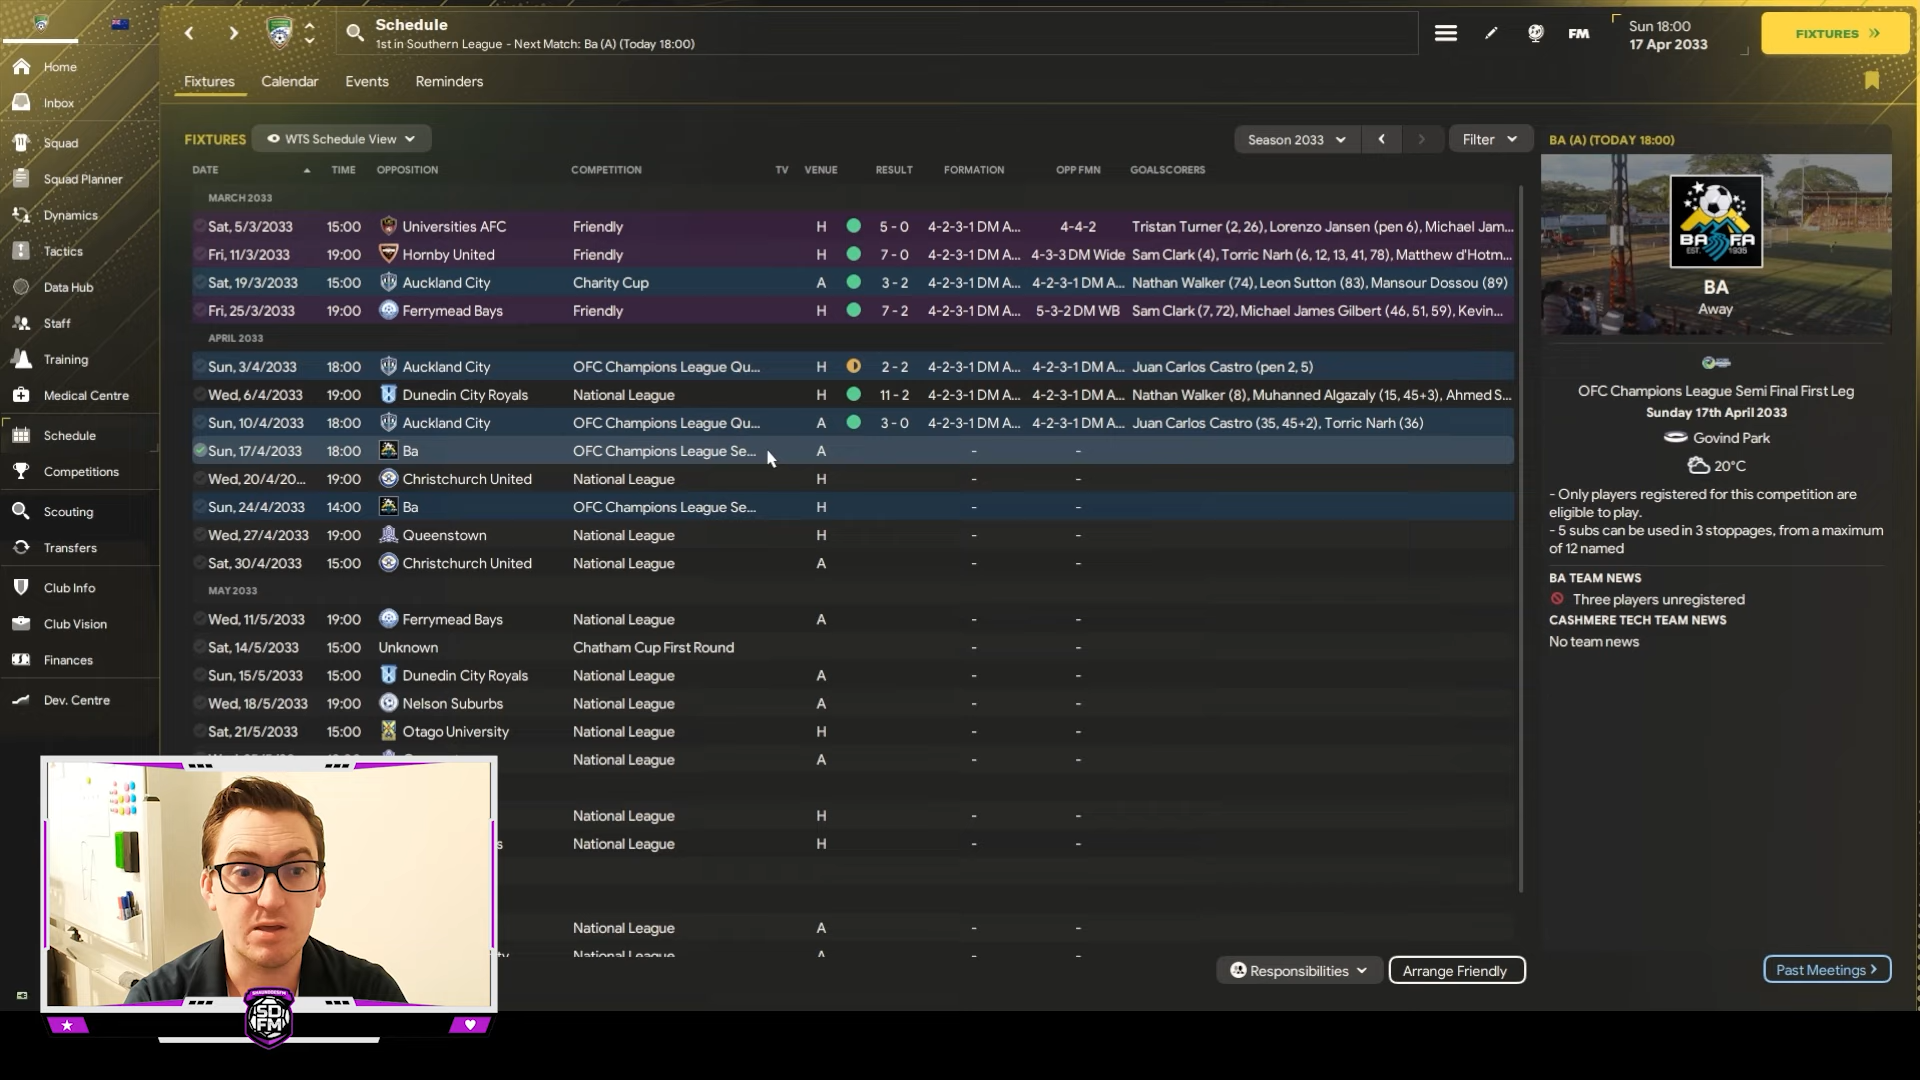 Schedule
1st in Southern League - Next Match: Ba (A) (Today 18:00)
FM
Sun 18:00
17 Apr 2033
FIXTURES
Home
Inbox
Squad
Squad Planner
Dynamics
Tactics
Data Hub
Staff
Training
Medical Centre
Schedule
Competitions
Scouting
Transfers
Club Info
Club Vision
Finances
Dev. Centre
Fixtures Calendar Events Reminders
FIXTURES WTS Schedule View Season 2033 Filter
DATE TIME OPPOSITION COMPETITION TV VENUE RESULT FORMATION OPP FMN GOALSCORERS
MARCH 2033
Sat, 5/3/2033 15:00 Universities AFC Friendly H 5 - 0 4-2-3-1 DM A... 4-4-2 Tristan Turner (2, 26), Lorenzo Jansen (pen 6), Michael Jam...
Fri, 11/3/2033 19:00 Hornby United Friendly H 7 - 0 4-2-3-1 DM A... 4-3-3 DM Wide Sam Clark (4), Torric Narh (6, 12, 13, 41, 78), Matthew d'Hotm...
Sat, 19/3/2033 15:00 Auckland City Charity Cup A 3 - 2 4-2-3-1 DM A... 4-2-3-1 DM A... Nathan Walker (74), Leon Sutton (83), Mansour Dossou (89)
Fri, 25/3/2033 19:00 Ferrymead Bays Friendly H 7 - 2 4-2-3-1 DM A... 5-3-2 DM WB Sam Clark (7, 72), Michael James Gilbert (46, 51, 59), Kevin...
APRIL 2033
Sun, 3/4/2033 18:00 Auckland City OFC Champions League Qu... H 2 - 2 4-2-3-1 DM A... 4-2-3-1 DM A... Juan Carlos Castro (pen 2, 5)
Wed, 6/4/2033 19:00 Dunedin City Royals National League H 11 - 2 4-2-3-1 DM A... 4-2-3-1 DM A... Nathan Walker (8), Muhanned Algazaly (15, 45+3), Ahmed S...
Sun, 10/4/2033 18:00 Auckland City OFC Champions League Qu... A 3 - 0 4-2-3-1 DM A... 4-2-3-1 DM A... Juan Carlos Castro (35, 45+2), Torric Narh (36)
Sun, 17/4/2033 18:00 Ba OFC Champions League Se... A - -
Wed, 20/4/20... 19:00 Christchurch United National League H - -
Sun, 24/4/2033 14:00 Ba OFC Champions League Se... H - -
Wed, 27/4/2033 19:00 Queenstown National League H - -
Sat, 30/4/2033 15:00 Christchurch United National League A - -
MAY 2033
Wed, 11/5/2033 19:00 Ferrymead Bays National League A - -
Sat, 14/5/2033 15:00 Unknown Chatham Cup First Round - -
Sun, 15/5/2033 15:00 Dunedin City Royals National League A - -
Wed, 18/5/2033 19:00 Nelson Suburbs National League A - -
Sat, 21/5/2033 15:00 Otago University National League H - -
National League A - -
National League H - -
National League H - -
National League A - -
National League A - -
Responsibilities Arrange Friendly
BA (A) (TODAY 18:00)
BA FA
EST. 1935
BA
Away
OFC Champions League Semi Final First Leg
Sunday 17th April 2033
Govind Park
20°C
- Only players registered for this competition are
eligible to play.
- 5 subs can be used in 3 stoppages, from a maximum
of 12 named
BA TEAM NEWS
Three players unregistered
CASHMERE TECH TEAM NEWS
No team news
Past Meetings
SD
FM